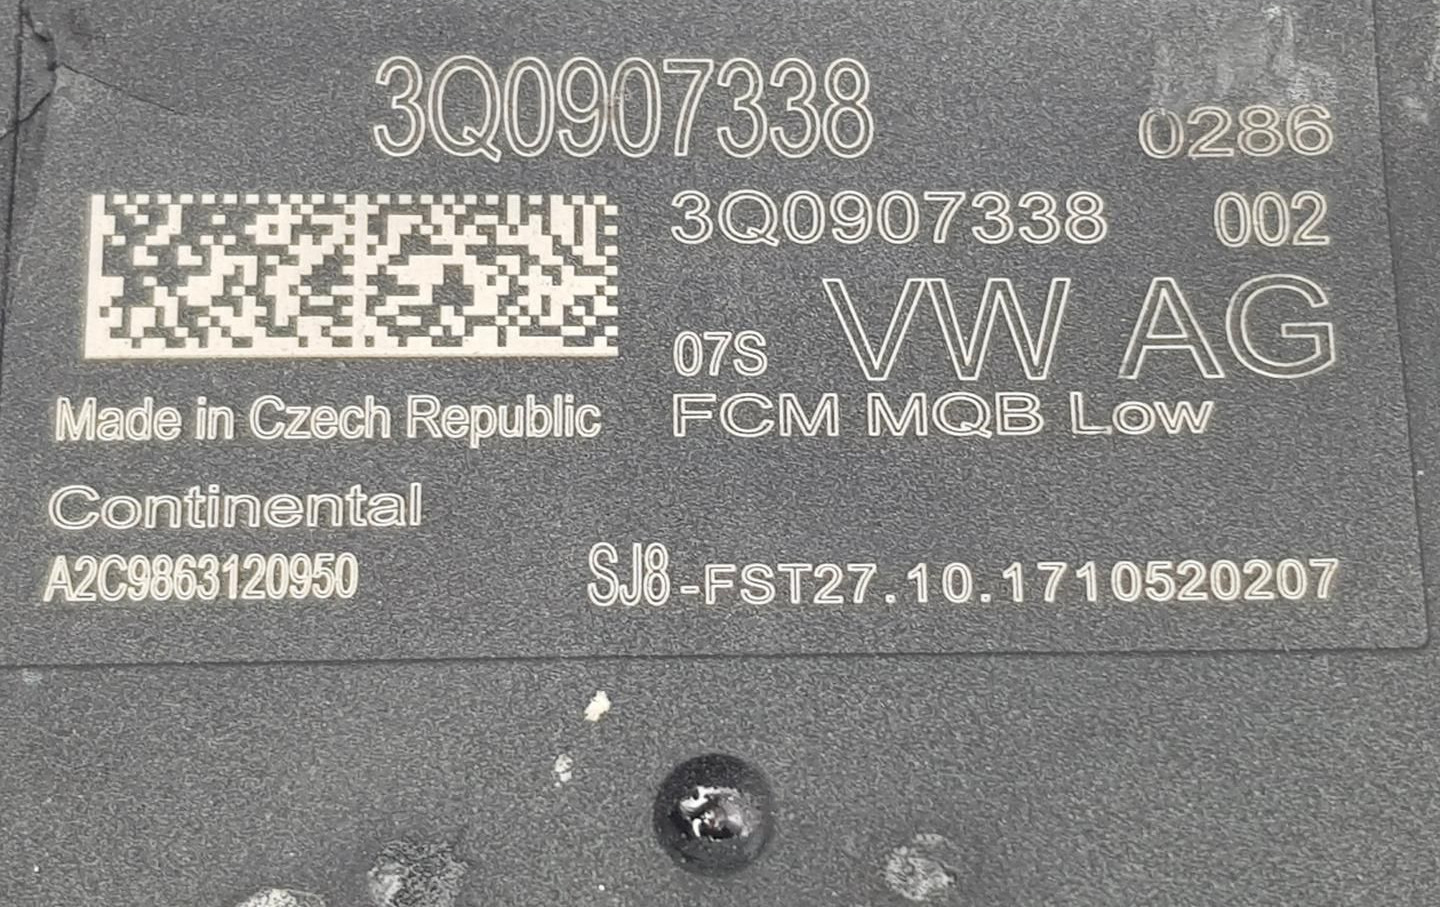 3Q0907338 0286
3Q0907338 002
07S VW AG
Made in Czech Republic FCM MQB Low
Continental
A2C9863120950 SJ8-FST27.10.1710520207